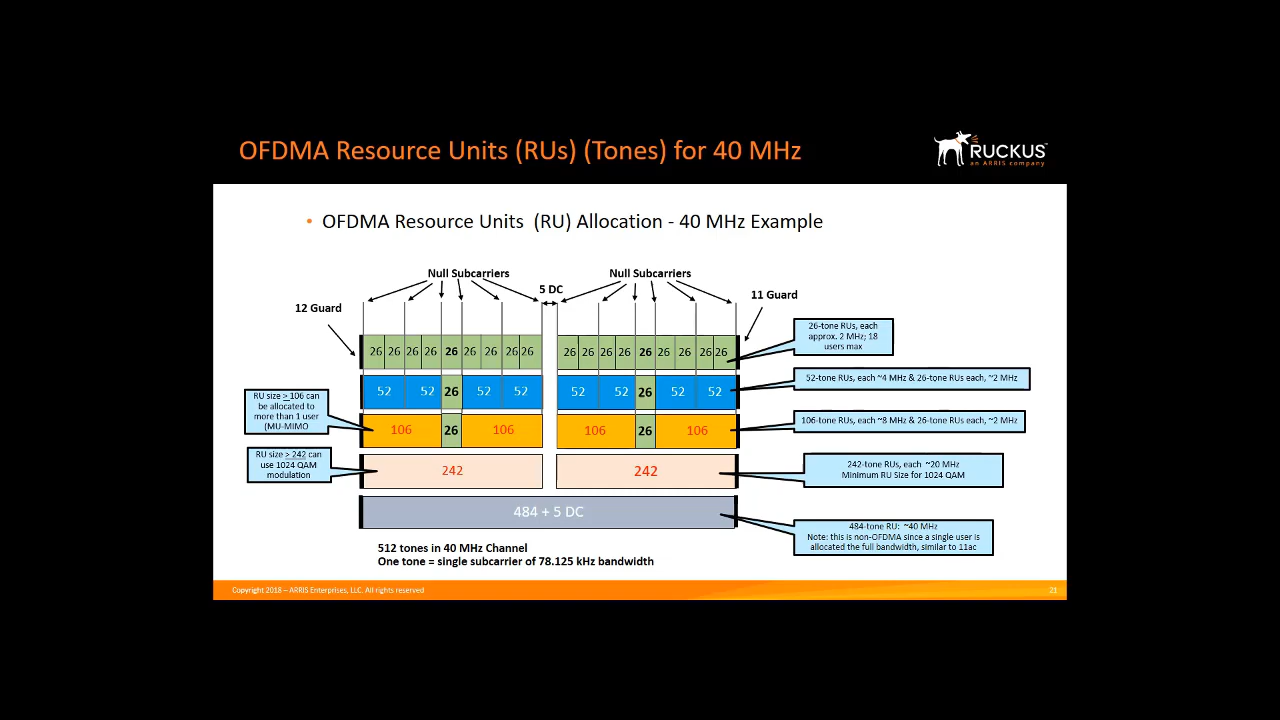 OFDMA Resource Units (RUs) (Tones) for 40 MHz
RUCKUS™
an ARRIS company
• OFDMA Resource Units (RU) Allocation - 40 MHz Example
Null Subcarriers
Null Subcarriers
5 DC
12 Guard
11 Guard
26 26 26 26 26 26 26 26 26
26 26 26 26 26 26 26 26 26
26-tone RUs, each
approx. 2 MHz; 18
users max
52 52 26 52 52
52 52 26 52 52
52-tone RUs, each ~4 MHz & 26-tone RUs each, ~2 MHz
RU size > 106 can
be allocated to
more than 1 user
(MU-MIMO
106 26 106
106 26 106
106-tone RUs, each ~8 MHz & 26-tone RUs each, ~2 MHz
RU size > 242 can
use 1024 QAM
modulation
242
242
242-tone RUs, each ~20 MHz
Minimum RU Size for 1024 QAM
484 + 5 DC
484-tone RU: ~40 MHz
Note: this is non-OFDMA since a single user is
allocated the full bandwidth, similar to 11ac
512 tones in 40 MHz Channel
One tone = single subcarrier of 78.125 kHz bandwidth
Copyright 2018 – ARRIS Enterprises, LLC. All rights reserved
21